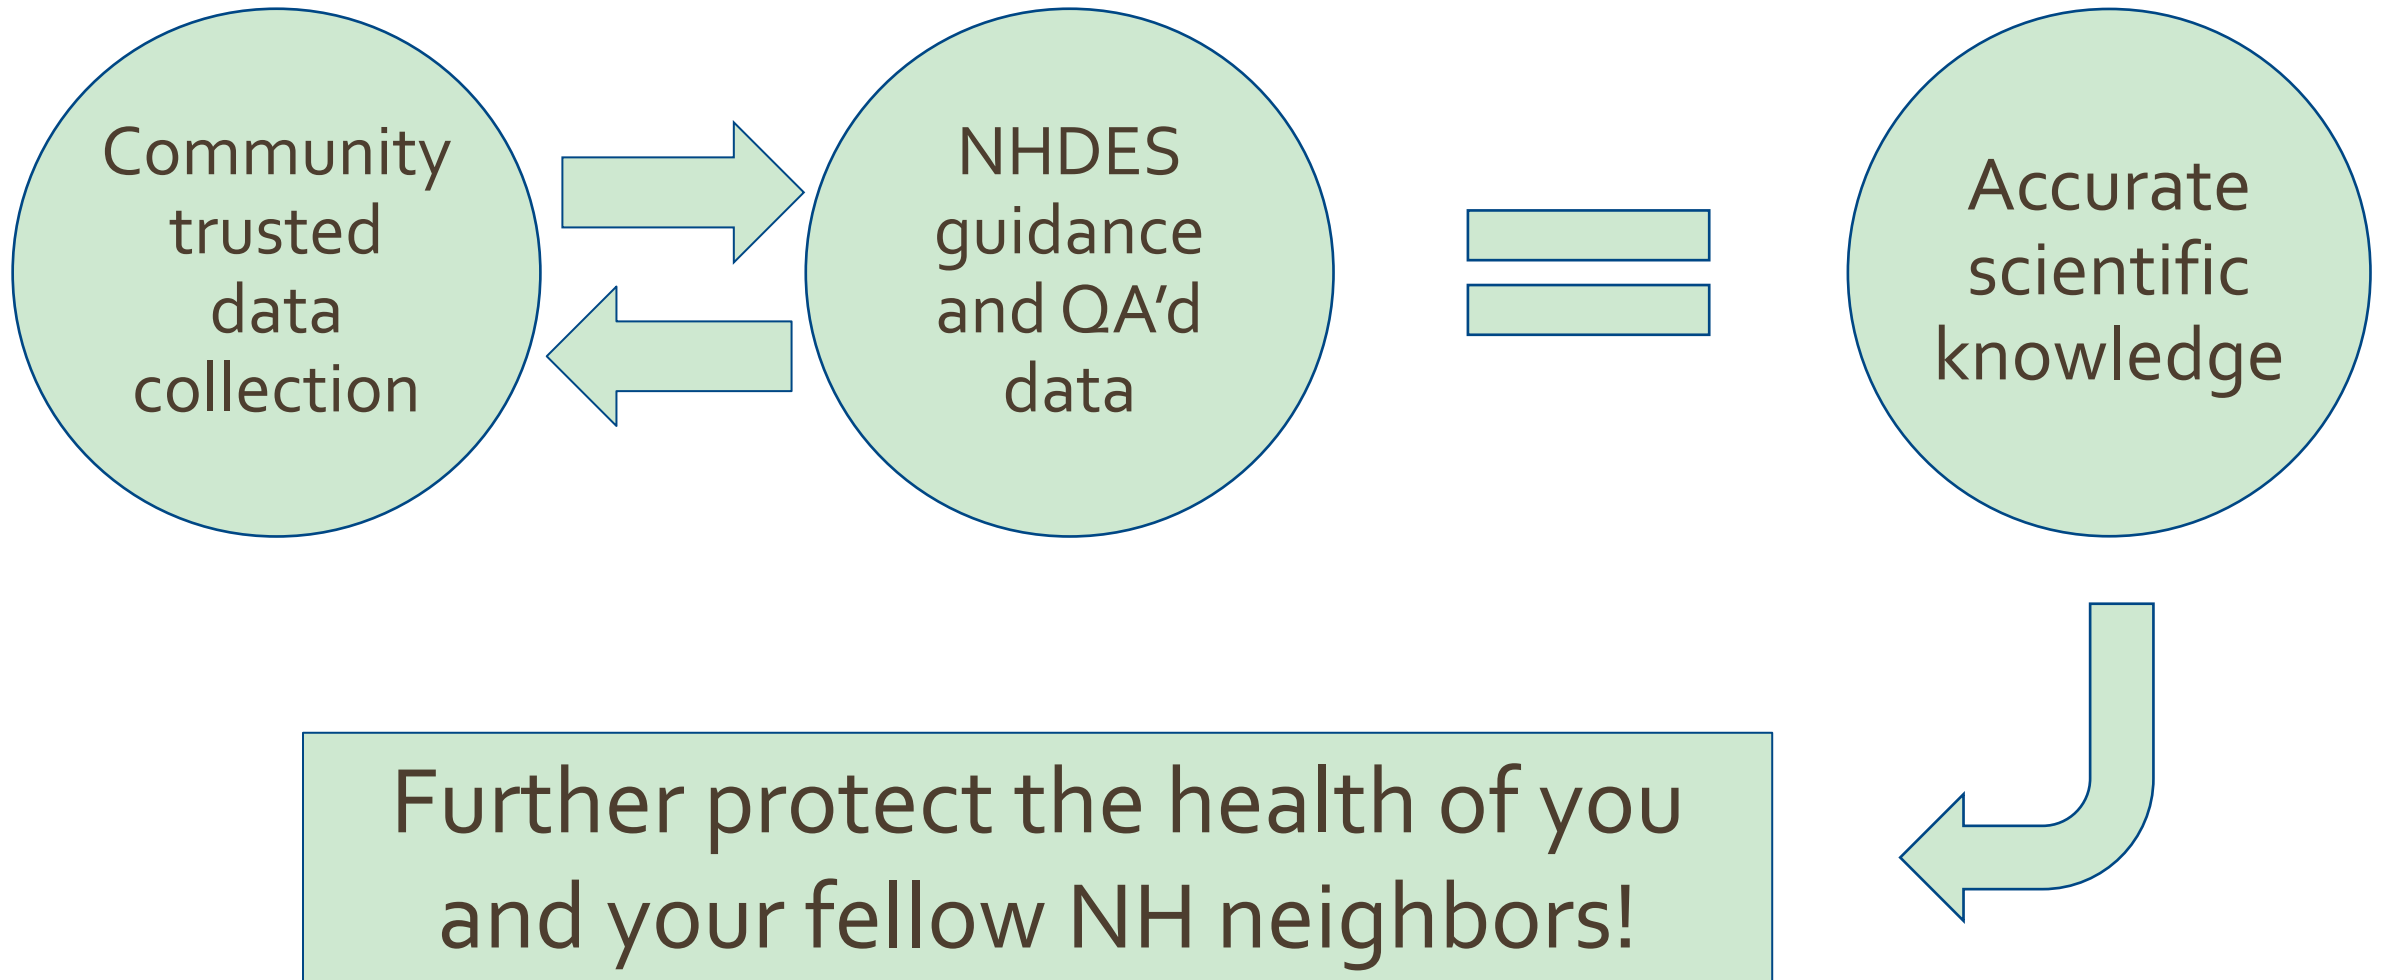 Community
trusted
data
collection
NHDES
guidance
and QA’d
data
Accurate
scientific
knowledge
Further protect the health of you
and your fellow NH neighbors!